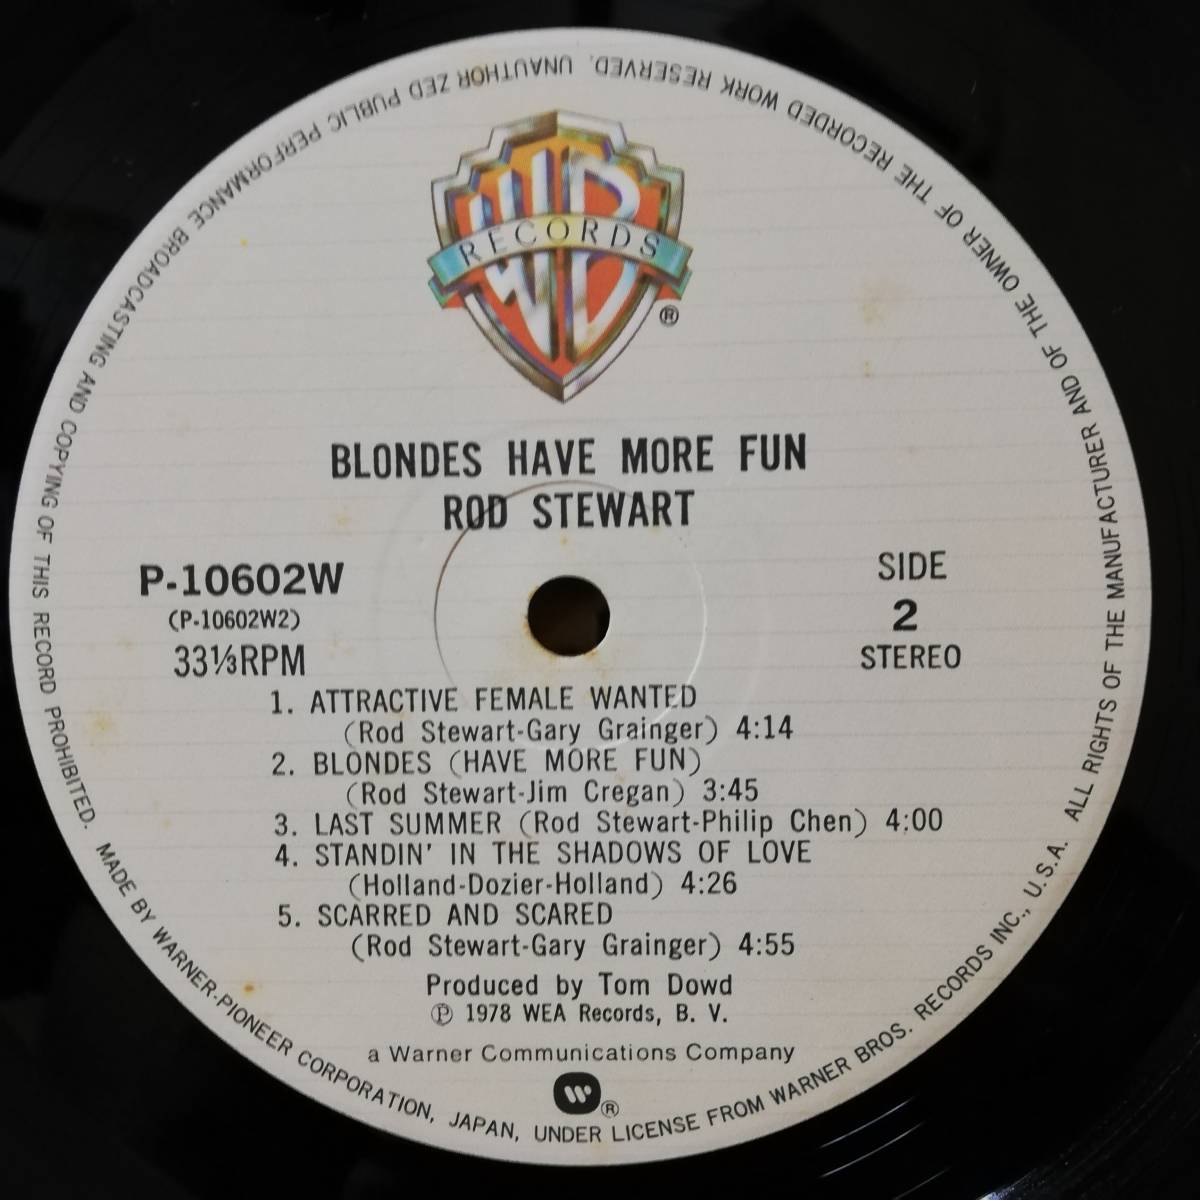 WB
RECORDS
®
BLONDES HAVE MORE FUN
ROD STEWART
P-10602W
(P-10602W2)
33⅓RPM
SIDE
2
STEREO
1. ATTRACTIVE FEMALE WANTED
(Rod Stewart-Gary Grainger) 4:14
2. BLONDES (HAVE MORE FUN)
(Rod Stewart-Jim Cregan) 3:45
3. LAST SUMMER (Rod Stewart-Philip Chen) 4:00
4. STANDIN' IN THE SHADOWS OF LOVE
(Holland-Dozier-Holland) 4:26
5. SCARRED AND SCARED
(Rod Stewart-Gary Grainger) 4:55
Produced by Tom Dowd
Ⓟ 1978 WEA Records, B. V.
a Warner Communications Company
®
MADE BY WARNER-PIONEER CORPORATION, JAPAN, UNDER LICENSE FROM WARNER BROS. RECORDS INC., U.S.A. ALL RIGHTS OF THE MANUFACTURER AND OF THE OWNER OF THE RECORDED WORK RESERVED. UNAUTHOR ZED PUBLIC PERFORMANCE BROADCASTING AND COPYING OF THIS RECORD PROHIBITED.